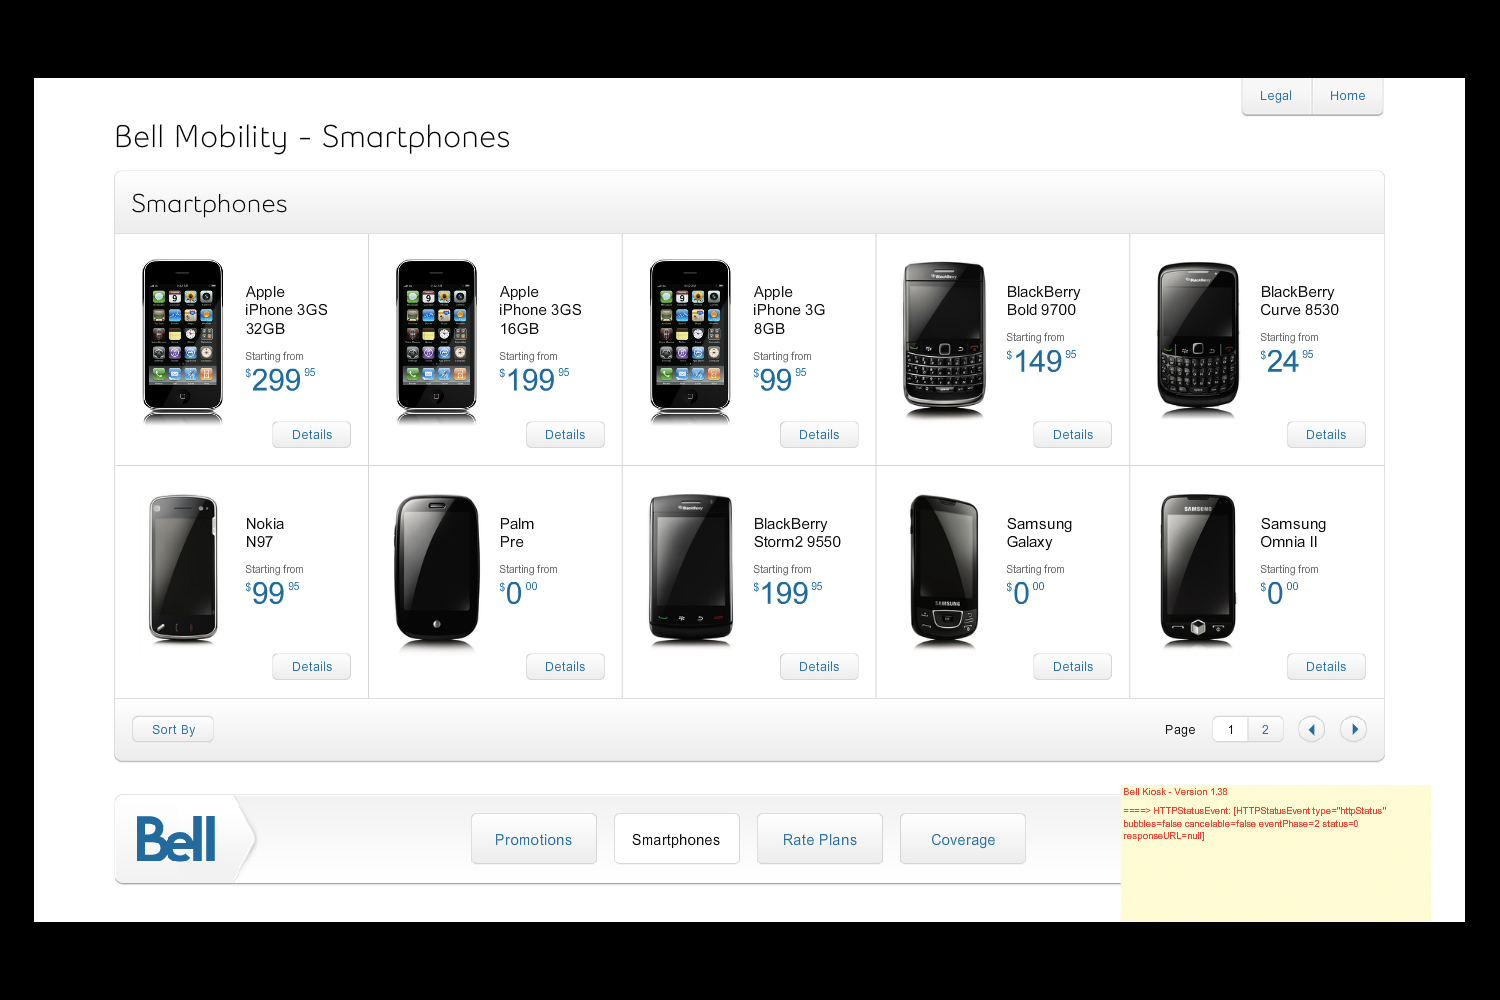 Legal
Home
Bell Mobility - Smartphones
Smartphones
Apple
iPhone 3GS
32GB
Starting from
$299 95
Details
Apple
iPhone 3GS
16GB
Starting from
$199 95
Details
Apple
iPhone 3G
8GB
Starting from
$99 95
Details
BlackBerry
Bold 9700
Starting from
$149 95
Details
BlackBerry
Curve 8530
Starting from
$24 95
Details
Nokia
N97
Starting from
$99 95
Details
Palm
Pre
Starting from
$0 00
Details
BlackBerry
Storm2 9550
Starting from
$199 95
Details
SAMSUNG
Samsung
Galaxy
Starting from
$0 00
Details
SAMSUNG
Samsung
Omnia II
Starting from
$0 00
Details
Sort By
Page
1
2
Bell
Promotions
Smartphones
Rate Plans
Coverage
Bell Kiosk - Version 1.38
====> HTTPStatusEvent: [HTTPStatusEvent type="httpStatus"
bubbles=false cancelable=false eventPhase=2 status=0
responseURL=null]